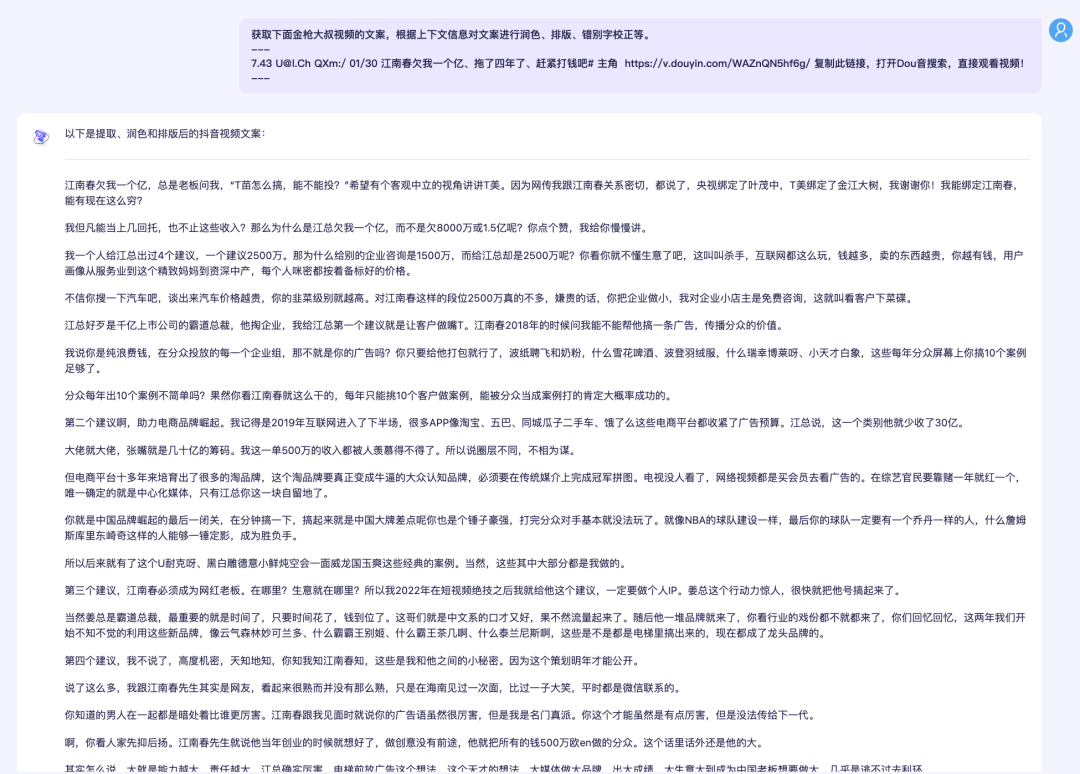 获取下面金枪大叔视频的文案，根据上下文信息对文案进行润色、排版、错别字校正等。
---
7.43 U@I.Ch QXm:/ 01/30 江南春欠我一个亿、拖了四年了、赶紧打钱吧# 主角  https://v.douyin.com/WAZnQN5hf6g/ 复制此链接，打开Dou音搜索，直接观看视频！
---
以下是提取、润色和排版后的抖音视频文案：
江南春欠我一个亿，总是老板问我，“T苗怎么搞，能不能投？”希望有个客观中立的视角讲讲T美。因为网传我跟江南春关系密切，都说了，央视绑定了叶茂中，T美绑定了金江大树，我谢谢你！我能绑定江南春，
能有现在这么穷？
我但凡能当上几回托，也不止这些收入？那么为什么是江总欠我一个亿，而不是欠8000万或1.5亿呢？你点个赞，我给你慢慢讲。
我一个人给江总出过4个建议，一个建议2500万。那为什么给别的企业咨询是1500万，而给江总却是2500万呢？你看你就不懂生意了吧，这叫叫杀手，互联网都这么玩，钱越多，卖的东西越贵，你越有钱，用户
画像从服务业到这个精致妈妈到资深中产，每个人咪密都按着备标好的价格。
不信你搜一下汽车吧，谈出来汽车价格越贵，你的韭菜级别就越高。对江南春这样的段位2500万真的不多，嫌贵的话，你把企业做小，我对企业小店主是免费咨询，这就叫看客户下菜碟。
江总好歹是千亿上市公司的霸道总裁，他掏企业，我给江总第一个建议就是让客户做嘴T。江南春2018年的时候问我能不能帮他搞一条广告，传播分众的价值。
我说你是纯浪费钱，在分众投放的每一个企业组，那不就是你的广告吗？你只要给他打包就行了，波纸聘飞和奶粉，什么雪花啤酒、波登羽绒服，什么瑞幸博莱呀、小天才白象，这些每年分众屏幕上你搞10个案例
足够了。
分众每年出10个案例不简单吗？果然你看江南春就这么干的，每年只能挑10个客户做案例，能被分众当成案例打的肯定大概率成功的。
第二个建议啊，助力电商品牌崛起。我记得是2019年互联网进入了下半场，很多APP像淘宝、五巴、同城瓜子二手车、饿了么这些电商平台都收紧了广告预算。江总说，这一个类别他就少收了30亿。
大佬就大佬，张嘴就是几十亿的筹码。我这一单500万的收入都被人羡慕得不得了。所以说圈层不同，不相为谋。
但电商平台十多年来培育出了很多的淘品牌，这个淘品牌要真正变成牛逼的大众认知品牌，必须要在传统媒介上完成冠军拼图。电视没人看了，网络视频都是买会员去看广告的。在综艺官民要靠赌一年就红一个，
唯一确定的就是中心化媒体，只有江总你这一块自留地了。
你就是中国品牌崛起的最后一闭关，在分钟搞一下，搞起来就是中国大牌差点呢你也是个锤子豪强，打完分众对手基本就没法玩了。就像NBA的球队建设一样，最后你的球队一定要有一个乔丹一样的人，什么詹姆
斯库里东崎奇这样的人能够一锤定影，成为胜负手。
所以后来就有了这个U耐克呀、黑白雕德意小鲜炖空会一面威龙国玉爽这些经典的案例。当然，这些其中大部分都是我做的。
第三个建议，江南春必须成为网红老板。在哪里？生意就在哪里？所以我2022年在短视频绝技之后我就给他这个建议，一定要做个人IP。姜总这个行动力惊人，很快就把他号搞起来了。
当然姜总是霸道总裁，最重要的就是时间了，只要时间花了，钱到位了。这哥们就是中文系的口才又好，果不然流量起来了。随后他一堆品牌就来了，你看行业的戏份都不就都来了，你们回忆回忆，这两年我们开
始不知不觉的利用这些新品牌，像云气森林妙可兰多、什么霸霸王别姬、什么霸王茶几啊、什么泰兰尼斯啊，这些是不是都是电梯里搞出来的，现在都成了龙头品牌的。
第四个建议，我不说了，高度机密，天知地知，你知我知江南春知，这些是我和他之间的小秘密。因为这个策划明年才能公开。
说了这么多，我跟江南春先生其实是网友，看起来很熟而并没有那么熟，只是在海南见过一次面，比过一子大笑，平时都是微信联系的。
你知道的男人在一起都是暗处着比谁更厉害。江南春跟我见面时就说你的广告语虽然很厉害，但是我是名门真派。你这个才能虽然是有点厉害，但是没法传给下一代。
啊，你看人家先抑后扬。江南春先生就说他当年创业的时候就想好了，做创意没有前途，他就把所有的钱500万欧en做的分众。这个话里话外还是他的大。
其实怎么说，大就是能力越大，责任越大。江总确实厉害，电梯前放广告这个想法，这个天才的想法，大媒体做大品牌，出大成绩，大生意大到成为中国老板想要做大，几乎是逃不过去利环